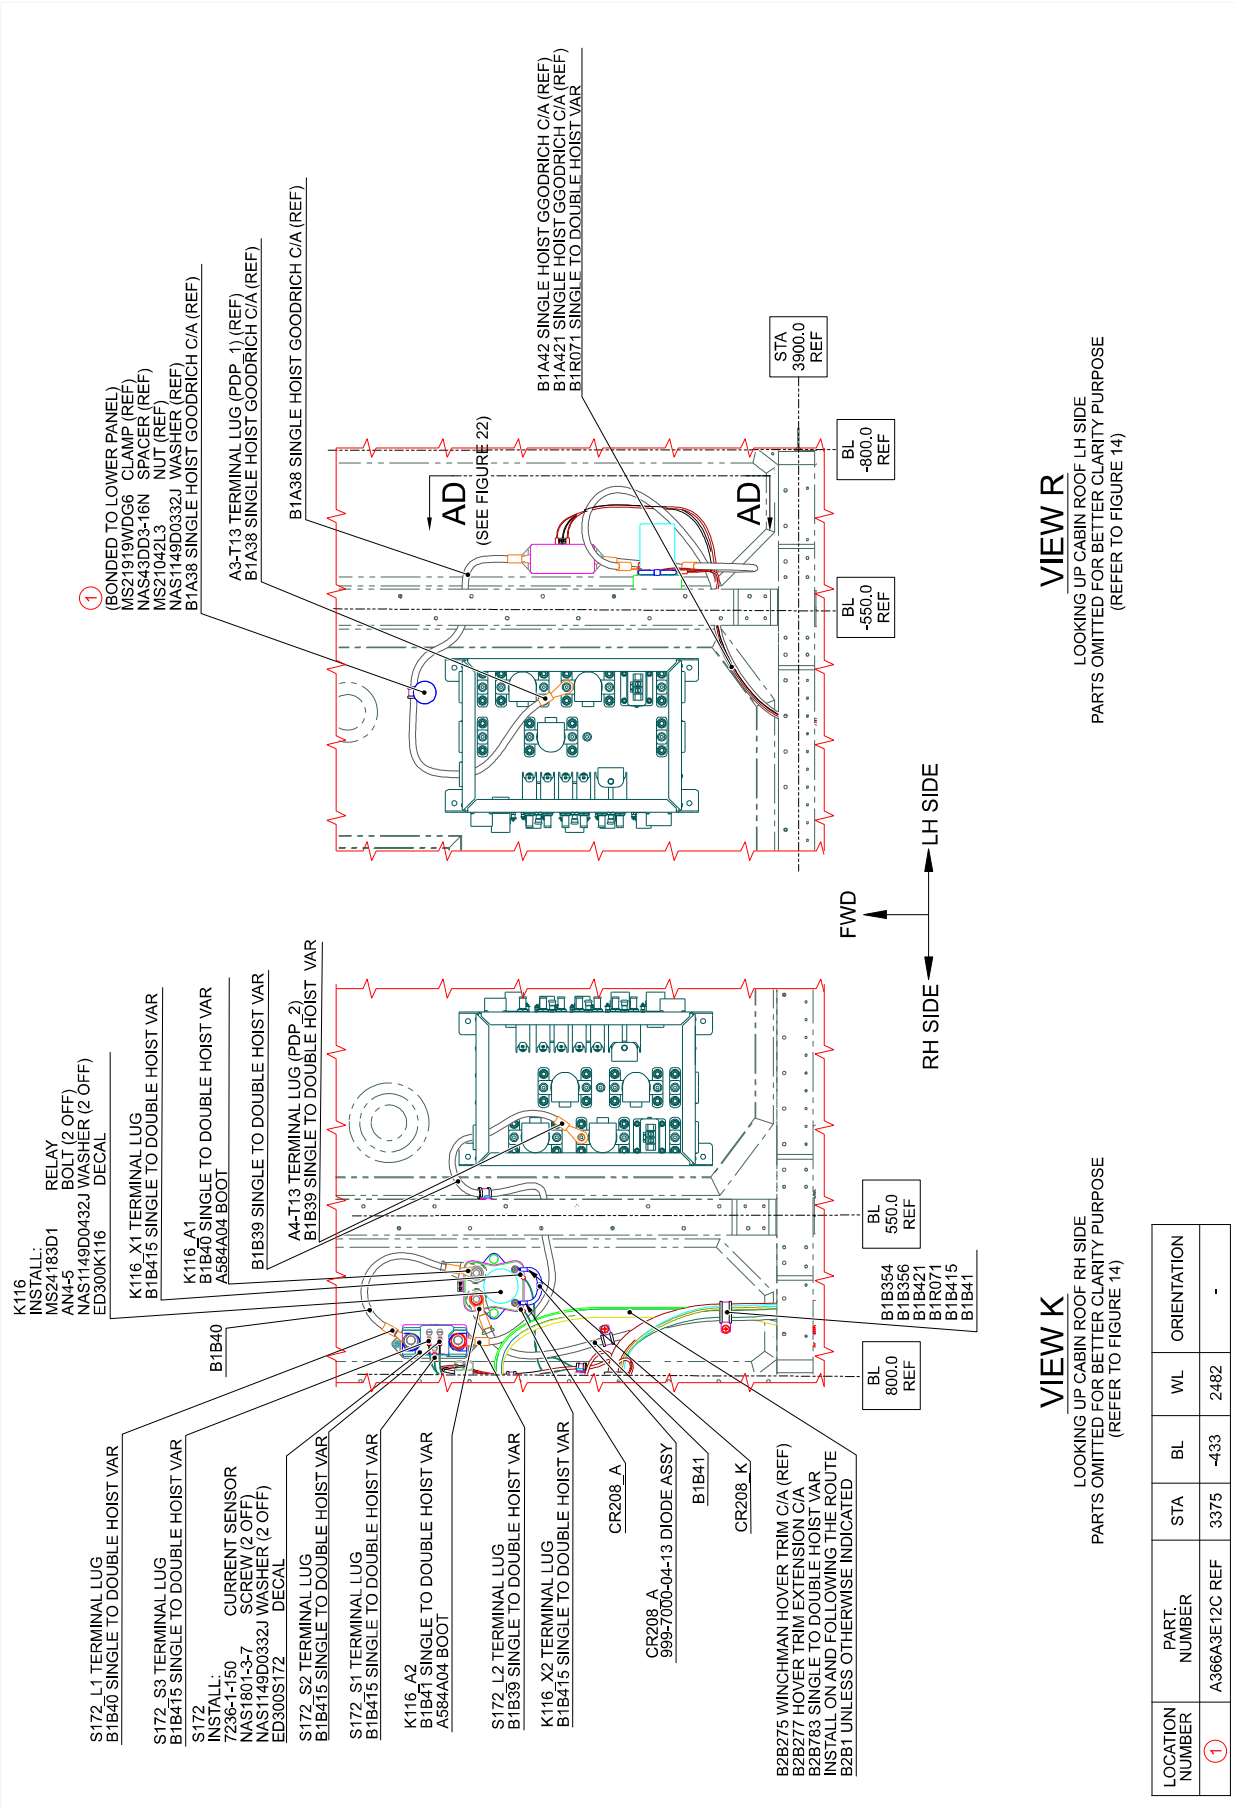 S172_L1 TERMINAL LUG
B1B40 SINGLE TO DOUBLE HOIST VAR
S172_S3 TERMINAL LUG
B1B415 SINGLE TO DOUBLE HOIST VAR
S172
INSTALL:
7236-1-150 CURRENT SENSOR
NAS1801-3-7 SCREW (2 OFF)
NAS1149D0332J WASHER (2 OFF)
ED300S172 DECAL
S172_S2 TERMINAL LUG
B1B415 SINGLE TO DOUBLE HOIST VAR
S172_S1 TERMINAL LUG
B1B415 SINGLE TO DOUBLE HOIST VAR
K116_A2
B1B41 SINGLE TO DOUBLE HOIST VAR
A584A04 BOOT
S172_L2 TERMINAL LUG
B1B39 SINGLE TO DOUBLE HOIST VAR
K116_X2 TERMINAL LUG
B1B415 SINGLE TO DOUBLE HOIST VAR
CR208_A
CR208_A
999-7000-04-13 DIODE ASSY
B1B41
CR208_K
B2B275 WINCHMAN HOVER TRIM C/A (REF)
B2B277 HOVER TRIM EXTENSION C/A
B2B783 SINGLE TO DOUBLE HOIST VAR
INSTALL ON AND FOLLOWING THE ROUTE
B2B1 UNLESS OTHERWISE INDICATED
K116
INSTALL:
MS24183D1 RELAY
AN4-5 BOLT (2 OFF)
NAS1149D0432J WASHER (2 OFF)
ED300K116 DECAL
K116_X1 TERMINAL LUG
B1B415 SINGLE TO DOUBLE HOIST VAR
K116_A1
B1B40 SINGLE TO DOUBLE HOIST VAR
A584A04 BOOT
B1B40
B1B39 SINGLE TO DOUBLE HOIST VAR
A4-T13 TERMINAL LUG (PDP_2)
B1B39 SINGLE TO DOUBLE HOIST VAR
B1B354
B1B356
B1B421
B1R071
B1B415
B1B41
BL
800.0
REF
BL
550.0
REF
VIEW K
LOOKING UP CABIN ROOF RH SIDE
PARTS OMITTED FOR BETTER CLARITY PURPOSE
(REFER TO FIGURE 14)
FWD
RH SIDE
LH SIDE
1
(BONDED TO LOWER PANEL)
MS21919WDG6 CLAMP (REF)
NAS43DD3-16N SPACER (REF)
MS21042L3 NUT (REF)
NAS1149D0332J WASHER (REF)
B1A38 SINGLE HOIST GOODRICH C/A (REF)
A3-T13 TERMINAL LUG (PDP_1) (REF)
B1A38 SINGLE HOIST GOODRICH C/A (REF)
B1A38 SINGLE HOIST GOODRICH C/A (REF)
AD
(SEE FIGURE 22)
AD
B1A42 SINGLE HOIST GGODRICH C/A (REF)
B1A421 SINGLE HOIST GGODRICH C/A (REF)
B1R071 SINGLE TO DOUBLE HOIST VAR
STA
3900.0
REF
BL
-800.0
REF
BL
-550.0
REF
VIEW R
LOOKING UP CABIN ROOF LH SIDE
PARTS OMITTED FOR BETTER CLARITY PURPOSE
(REFER TO FIGURE 14)
LOCATION NUMBER PART. NUMBER STA BL WL ORIENTATION
1 A366A3E12C REF 3375 -433 2482 -